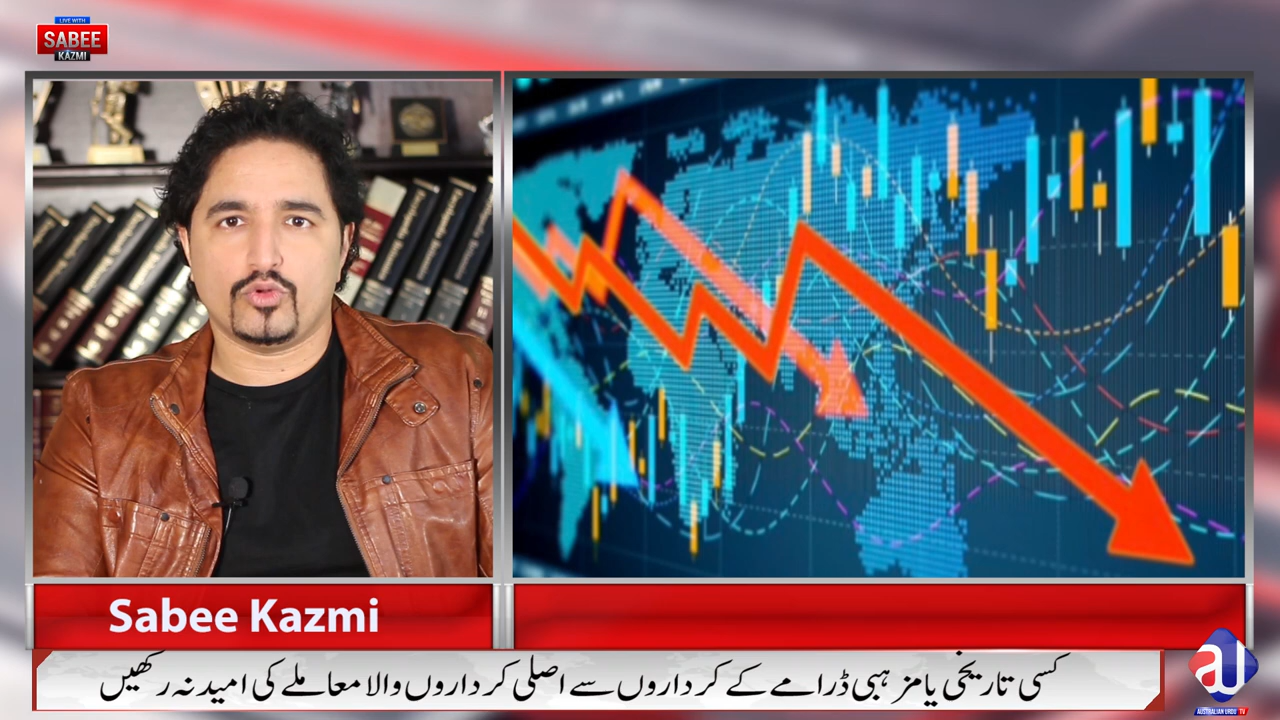 LIVE WITH
SABEE
KAZMI
Sabee Kazmi
کسی تاریخی یا مزہبی ڈرامے کے کرداروں سے اصلی کرداروں والا معاملے کی امید نہ رکھیں
AUSTRALIAN URDU TV